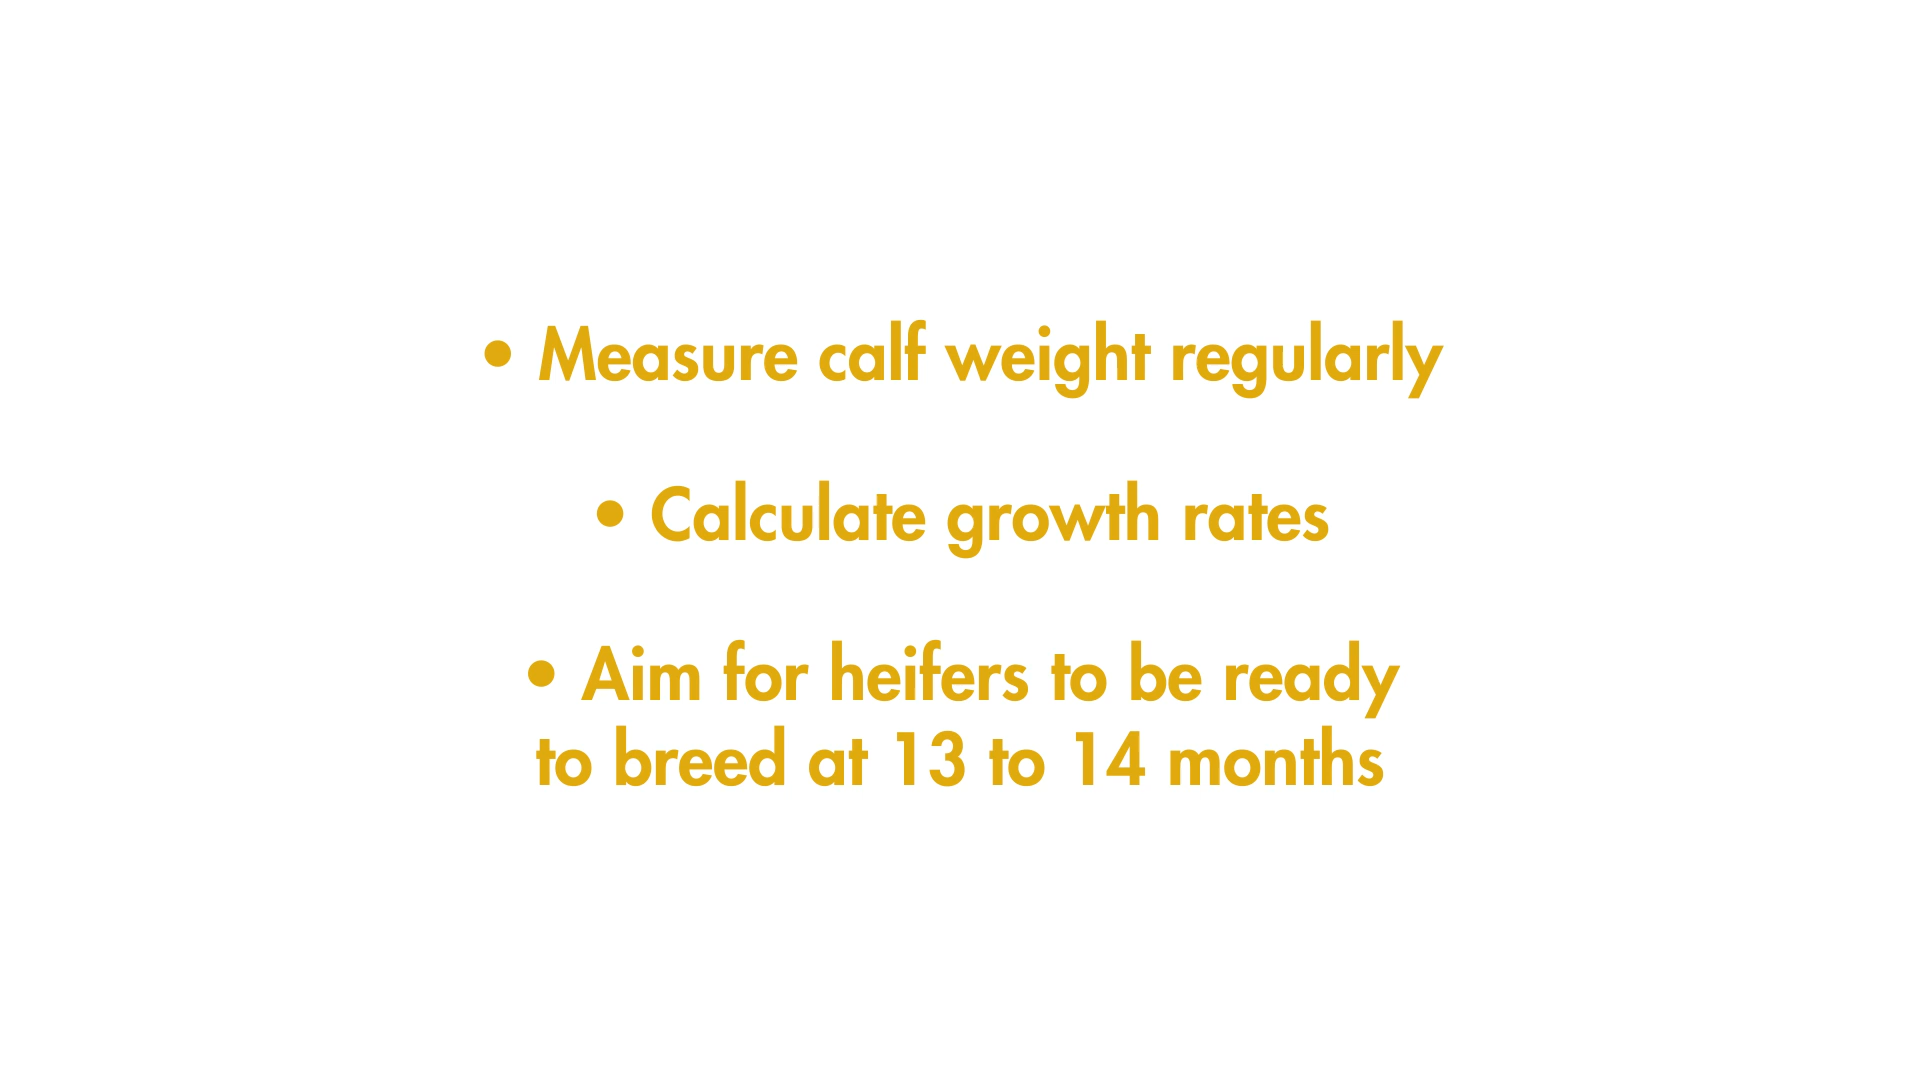 • Measure calf weight regularly
• Calculate growth rates
• Aim for heifers to be ready
to breed at 13 to 14 months